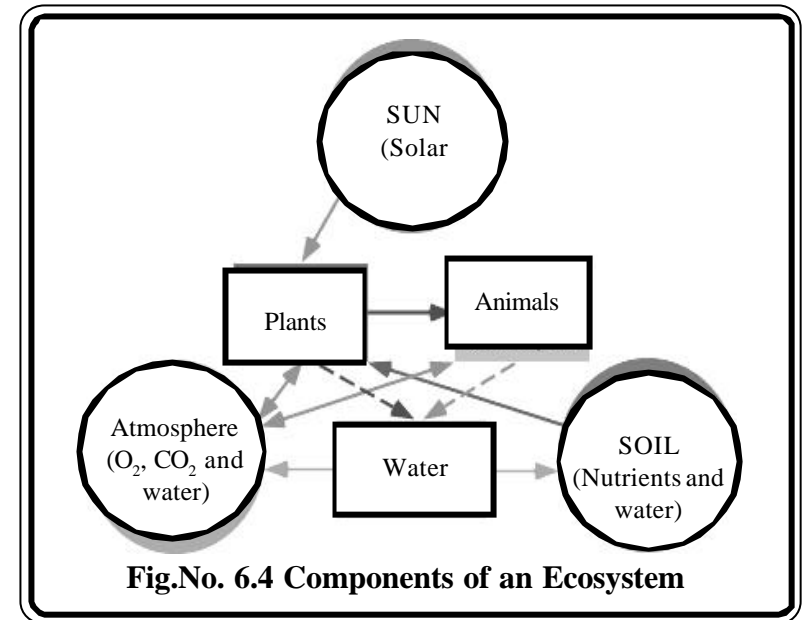 SUN
(Solar
Plants
Animals
Atmosphere
(O₂, CO₂ and
water)
Water
SOIL
(Nutrients and
water)
Fig.No. 6.4 Components of an Ecosystem